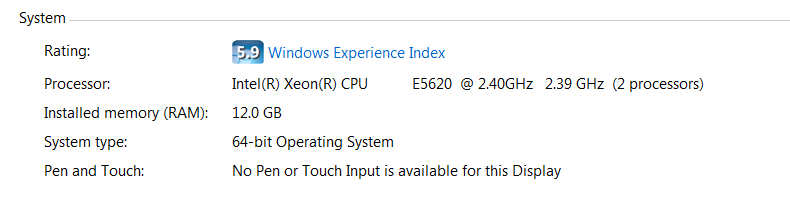 System
Rating: 5.9 Windows Experience Index
Processor: Intel(R) Xeon(R) CPU E5620 @ 2.40GHz 2.39 GHz (2 processors)
Installed memory (RAM): 12.0 GB
System type: 64-bit Operating System
Pen and Touch: No Pen or Touch Input is available for this Display